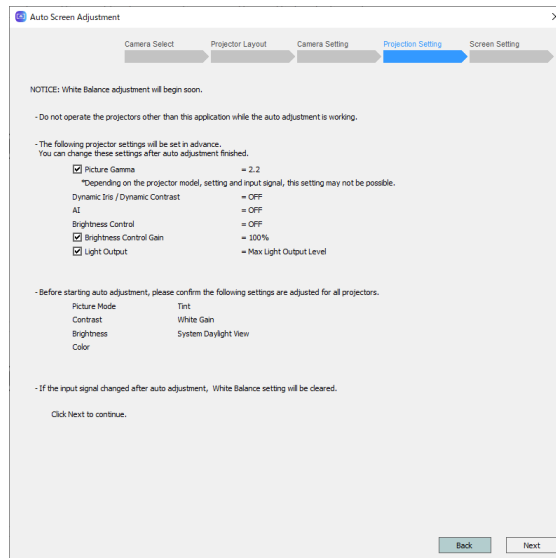 Auto Screen Adjustment
Camera Select Projector Layout Camera Setting Projection Setting Screen Setting
NOTICE: White Balance adjustment will begin soon.
- Do not operate the projectors other than this application while the auto adjustment is working.
- The following projector settings will be set in advance.
You can change these settings after auto adjustment finished.
Picture Gamma = 2.2
*Depending on the projector model, setting and input signal, this setting may not be possible.
Dynamic Iris / Dynamic Contrast = OFF
AI = OFF
Brightness Control = OFF
Brightness Control Gain = 100%
Light Output = Max Light Output Level
- Before starting auto adjustment, please confirm the following settings are adjusted for all projectors.
Picture Mode Tint
Contrast White Gain
Brightness System Daylight View
Color
- If the input signal changed after auto adjustment, White Balance setting will be cleared.
Click Next to continue.
Back Next